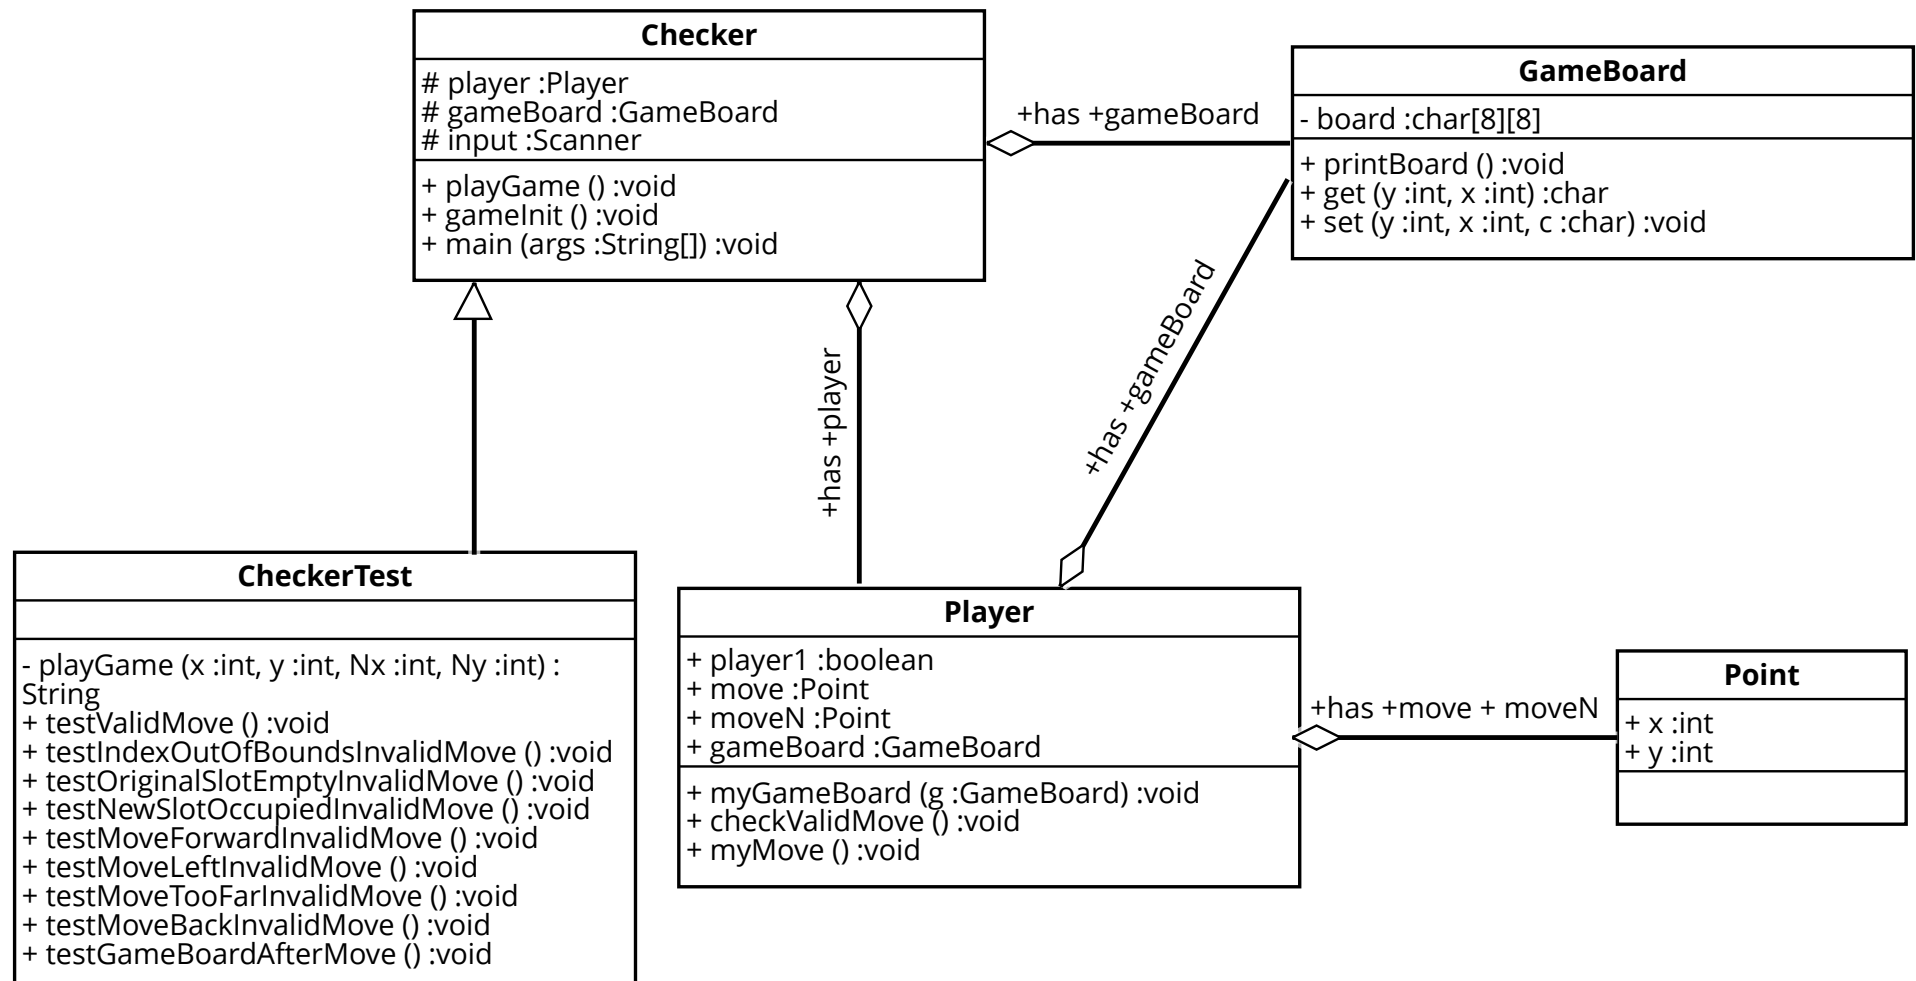 Checker
# player :Player
# gameBoard :GameBoard
# input :Scanner
+ playGame () :void
+ gameInit () :void
+ main (args :String[]) :void
+has +gameBoard
GameBoard
- board :char[8][8]
+ printBoard () :void
+ get (y :int, x :int) :char
+ set (y :int, x :int, c :char) :void
+has +player
+has +gameBoard
CheckerTest
- playGame (x :int, y :int, Nx :int, Ny :int) :
String
+ testValidMove () :void
+ testIndexOutOfBoundsInvalidMove () :void
+ testOriginalSlotEmptyInvalidMove () :void
+ testNewSlotOccupiedInvalidMove () :void
+ testMoveForwardInvalidMove () :void
+ testMoveLeftInvalidMove () :void
+ testMoveTooFarInvalidMove () :void
+ testMoveBackInvalidMove () :void
+ testGameBoardAfterMove () :void
Player
+ player1 :boolean
+ move :Point
+ moveN :Point
+ gameBoard :GameBoard
+ myGameBoard (g :GameBoard) :void
+ checkValidMove () :void
+ myMove () :void
+has +move + moveN
Point
+ x :int
+ y :int